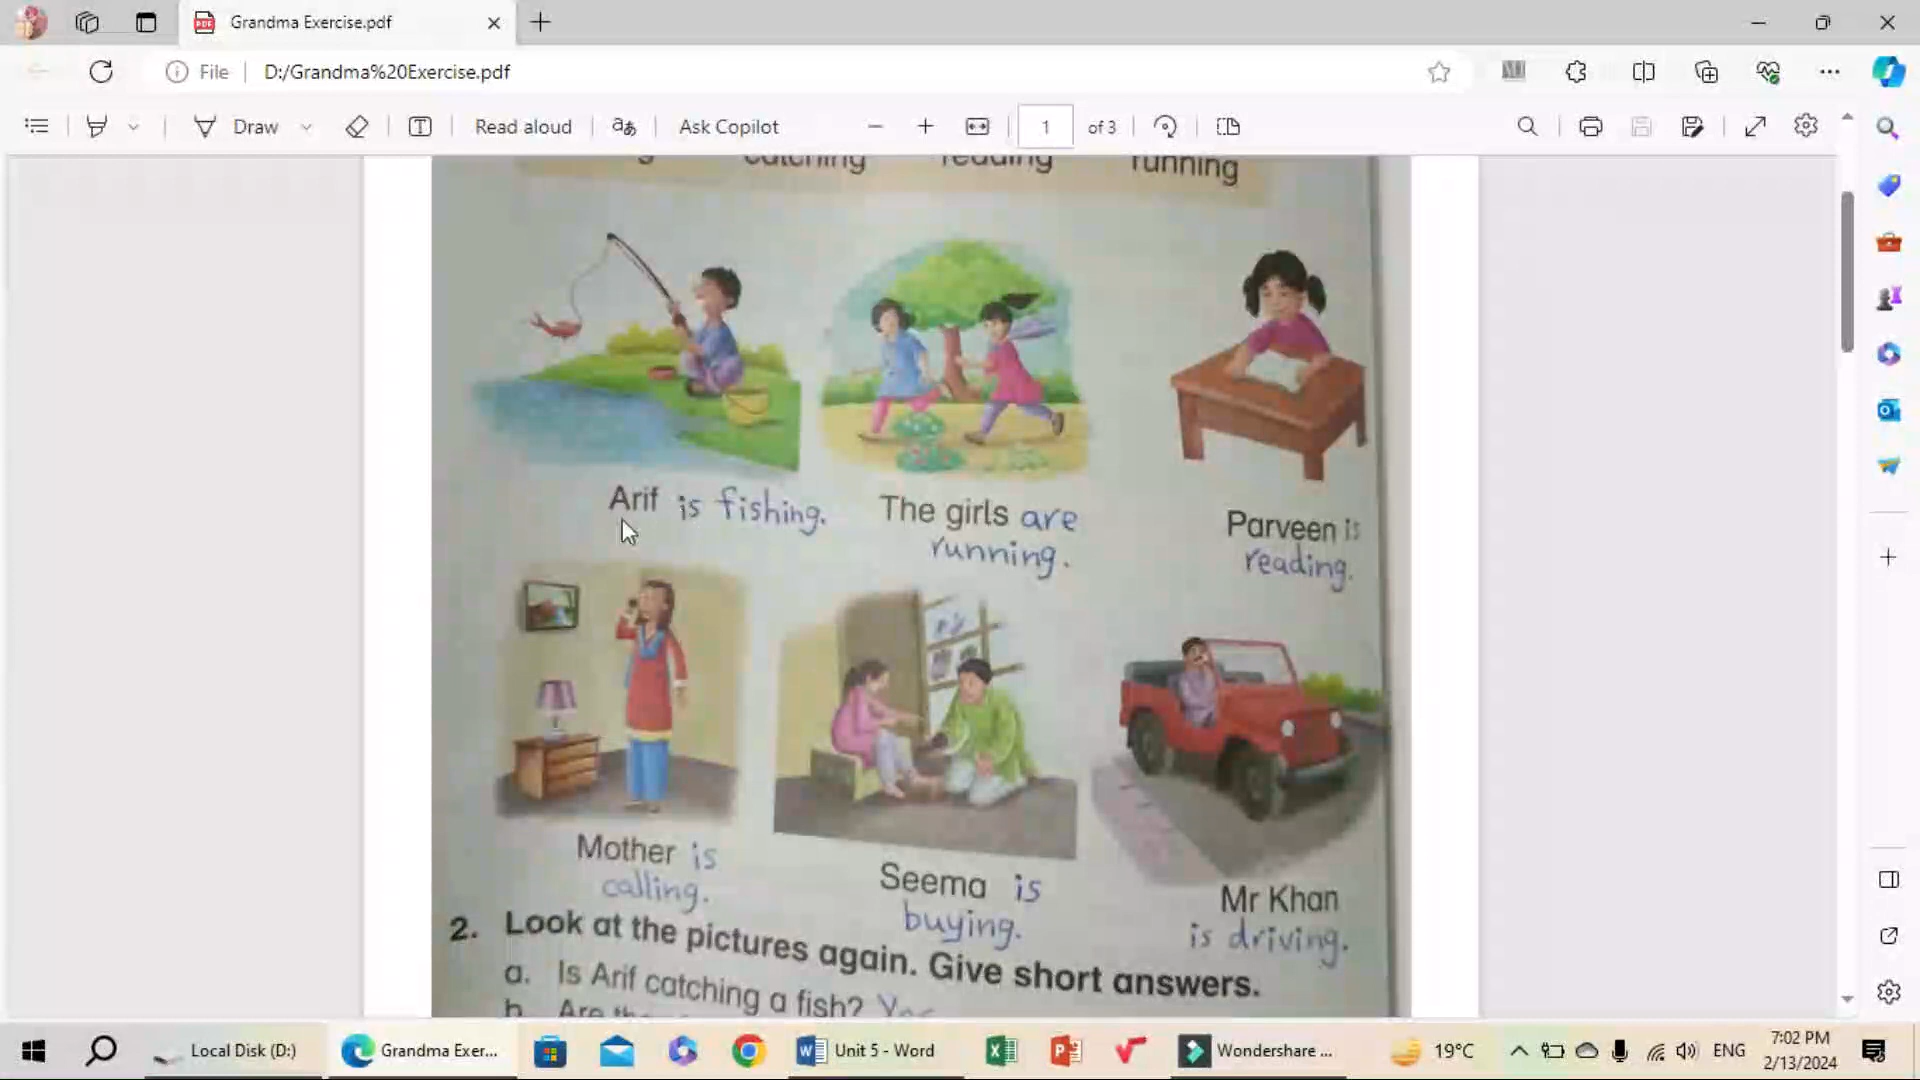 Grandma Exercise.pdf
File D:/Grandma%20Exercise.pdf
Draw Read aloud Ask Copilot 1 of 3
catching reading running
Arif is fishing. The girls are running. Parveen is reading.
Mother is calling. Seema is buying. Mr Khan is driving.
2. Look at the pictures again. Give short answers.
a. Is Arif catching a fish?
Local Disk (D:) Grandma Exer... Unit 5 - Word Wondershare ... 19°C ENG 7:02 PM
2/13/2024